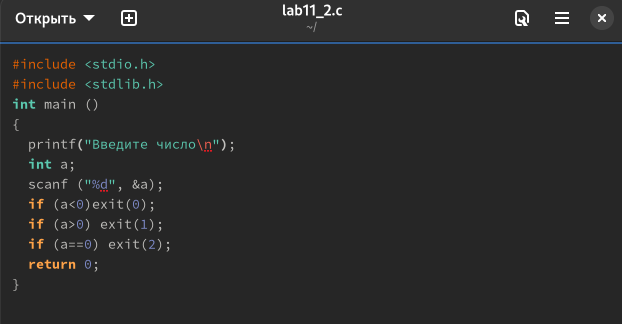 Открыть
lab11_2.c
~/
#include <stdio.h>
#include <stdlib.h>
int main ()
{
  printf("Введите число\n");
  int a;
  scanf ("%d", &a);
  if (a<0)exit(0);
  if (a>0) exit(1);
  if (a==0) exit(2);
  return 0;
}